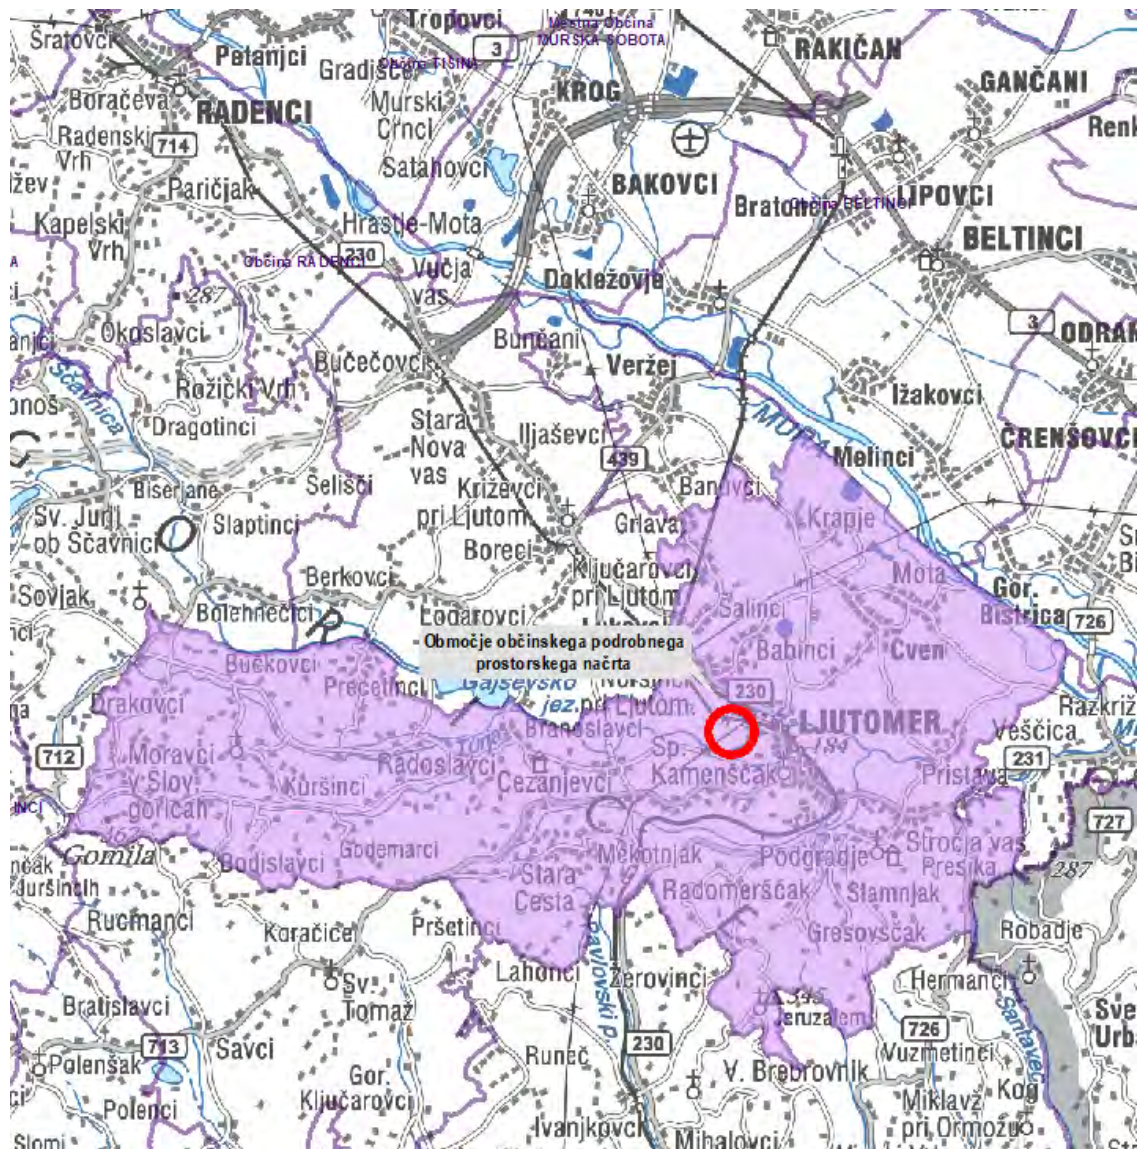 Tropovci
Mestna Občina
MURSKA SOBOTA
Šratovci
Petanjci
3
Gradišče
Občina TIŠINA
RAKIČAN
GANČANI
Boračeva
RADENCI
Murski
Črnci
KROG
Radenski
Vrh
714
Satahovci
Paričjak
BAKOVCI
LIPOVCI
Občina BELTINCI
Kapelski
Vrh
Hrastje-Mota
230
Občina RADENCI
Vučja
vas
Dokležovje
BELTINCI
287
Okoslavci
Bučečovci
Bunčani
3
Veržej
Ščavnica
Rožički Vrh
Ižakovci
Dragotinci
Stara
Nova
vas
Iljaševci
439
MURA
Melinci
ČRENŠOVCI
Biserjane
Selišči
Križevci
pri Ljutom.
Banovci
Sv. Jurij
ob Ščavnici
Slaptinci
Grlava
Krapje
Boreci
Ključarovci
pri Ljutom.
Mota
Sovjak
Berkovci
Bolehnečici
Logarovci
Salinci
Gor.
Bistrica
726
Območje občinskega podrobnega
prostorskega načrta
Babinci
Cven
Bučkovci
Precetinci
Gajševsko
jez.
pri Ljutom.
230
Drakovci
Branoslavci
LJUTOMER
184
Veščica
712
Moravci
v Slov.
goricah
Radoslavci
Sp.
Kamenščak
231
Kuršinci
Cezanjevci
Pristava
727
Gomila
Godemarci
Mekotnjak
Podgradje
Stročja vas
Presika
287
Bodislavci
Stara
Cesta
Radomerščak
Slamnjak
Rucmanci
Koračice
Pršetinci
Gresovščak
Robadje
Pavlovski p.
Lahonci
Žerovinci
Hermanci
Sv.
Tomaž
345
Jeruzalem
Bratislavci
726
713
Savci
230
Polenšak
Runeč
Vuzmetinci
V. Brebrovnik
Kog
Gor.
Ključarovci
Polenci
Miklavž
pri Ormožu
Ivanjkovci
Mihalovci